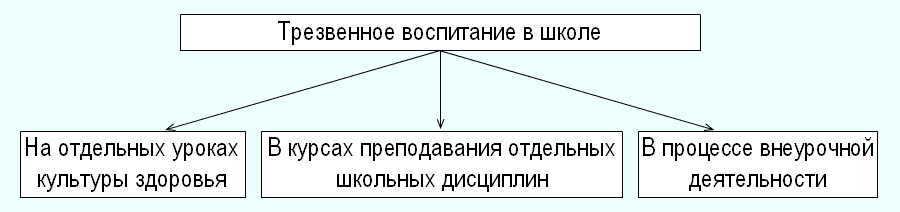 Трезвенное воспитание в школе
На отдельных уроках
культуры здоровья
В курсах преподавания отдельных
школьных дисциплин
В процессе внеурочной
деятельности